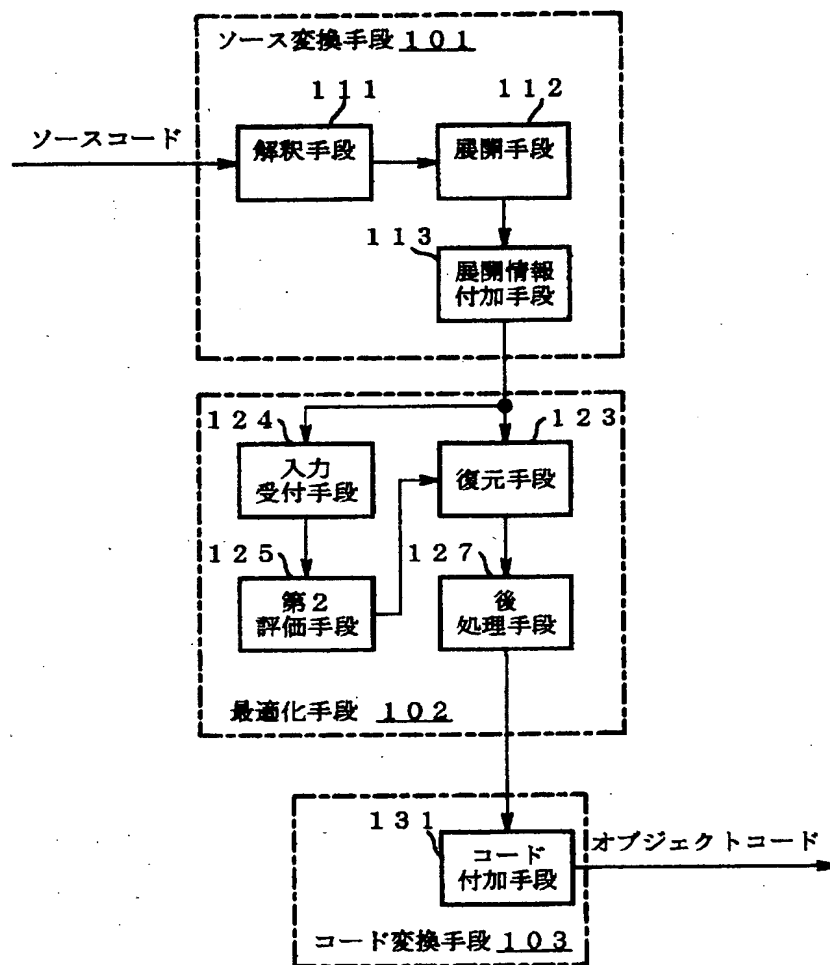 ソース変換手段 101
111
112
ソースコード
解釈手段
展開手段
113
展開情報
付加手段
124
123
入力
受付手段
復元手段
125
127
第2
評価手段
後
処理手段
最適化手段 102
131
コード
付加手段
オブジェクトコード
コード変換手段 103